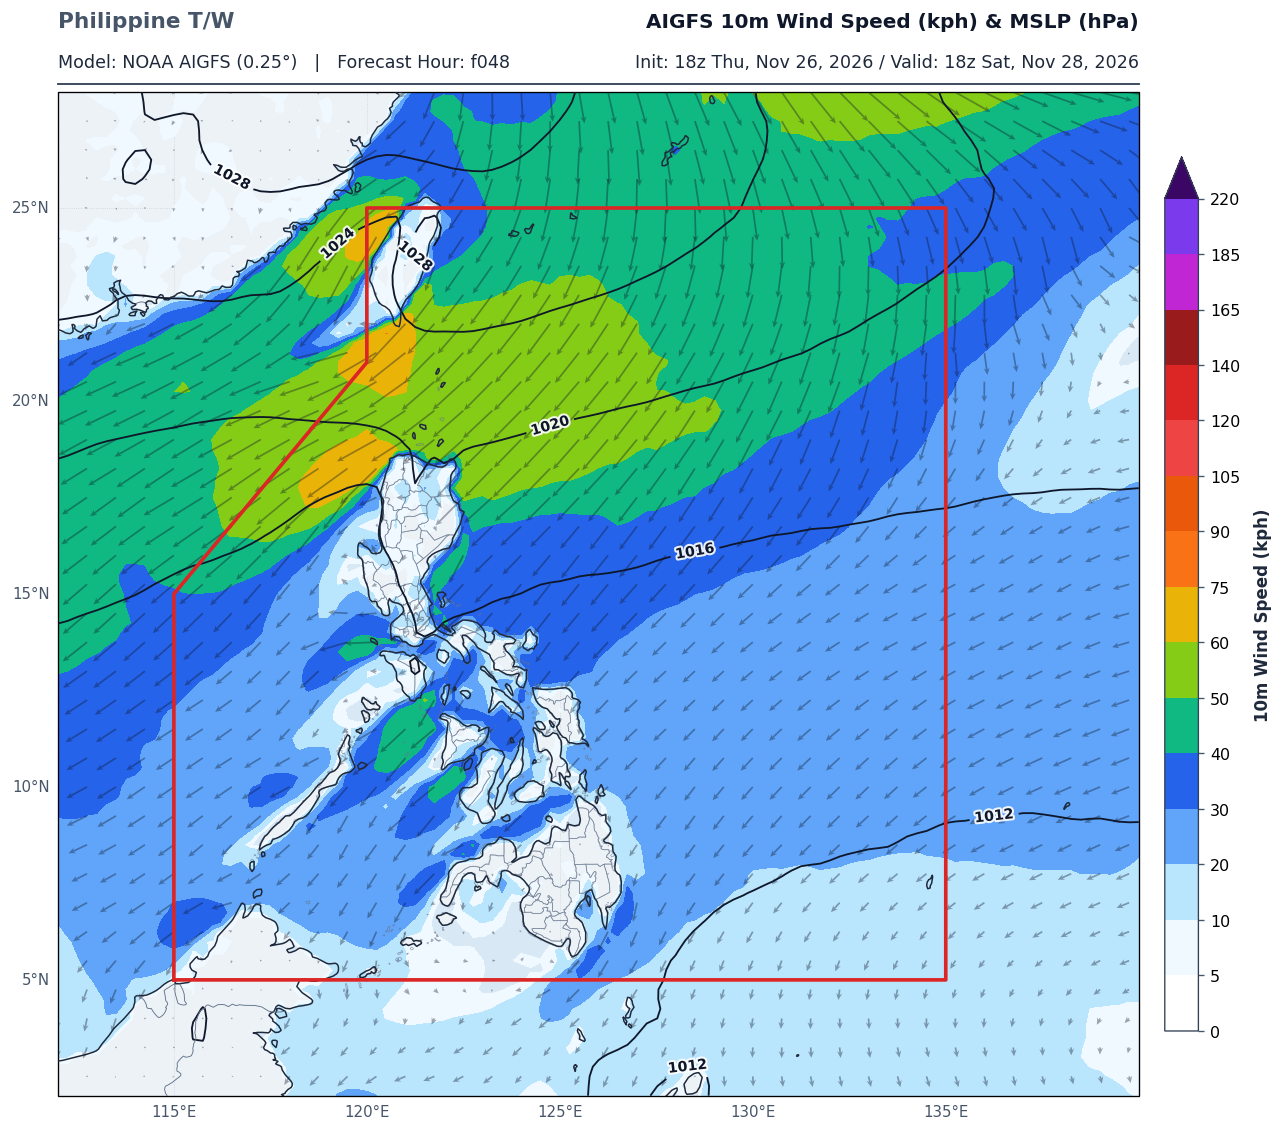 Philippine T/W
AIGFS 10m Wind Speed (kph) & MSLP (hPa)
Model: NOAA AIGFS (0.25°)   |   Forecast Hour: f048
Init: 18z Thu, Nov 26, 2026 / Valid: 18z Sat, Nov 28, 2026
1028
1024
1028
1020
1016
1012
1012
25°N
20°N
15°N
10°N
5°N
115°E
120°E
125°E
130°E
135°E
220
185
165
140
120
105
90
75
60
50
40
30
20
10
5
0
10m Wind Speed (kph)